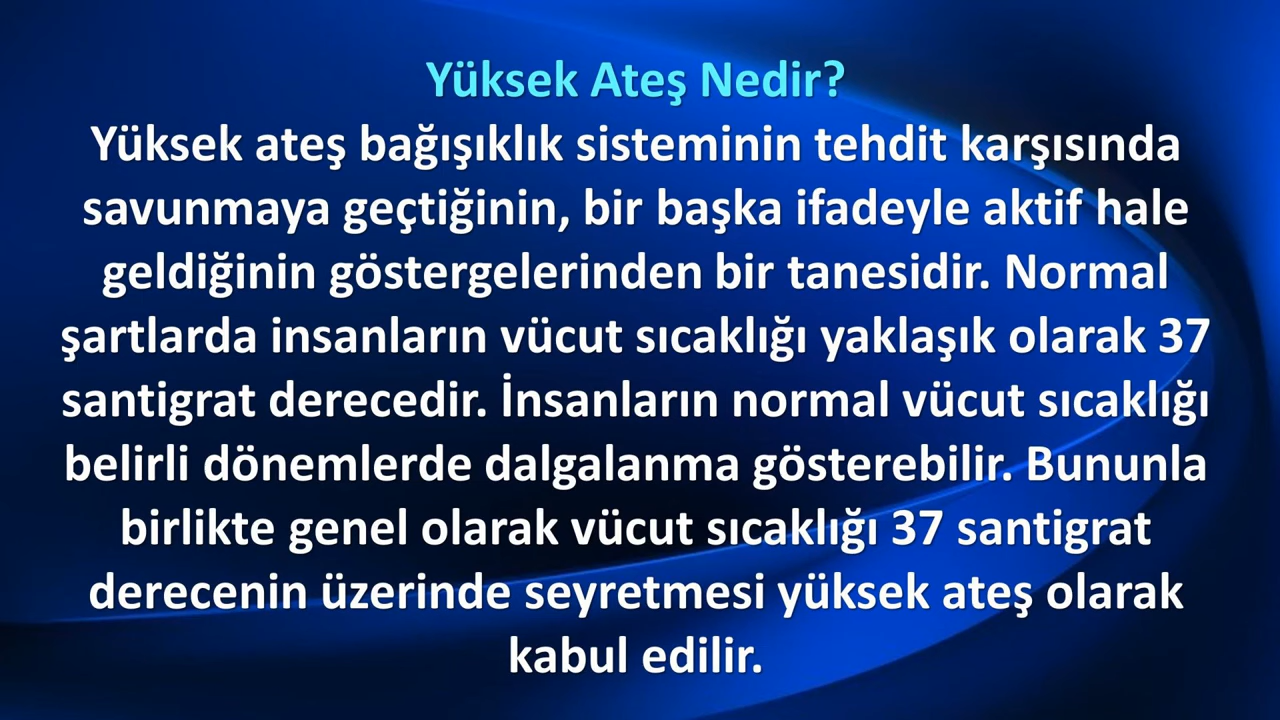 Yüksek Ateş Nedir?
Yüksek ateş bağışıklık sisteminin tehdit karşısında
savunmaya geçtiğinin, bir başka ifadeyle aktif hale
geldiğinin göstergelerinden bir tanesidir. Normal
şartlarda insanların vücut sıcaklığı yaklaşık olarak 37
santigrat derecedir. İnsanların normal vücut sıcaklığı
belirli dönemlerde dalgalanma gösterebilir. Bununla
birlikte genel olarak vücut sıcaklığı 37 santigrat
derecenin üzerinde seyretmesi yüksek ateş olarak
kabul edilir.